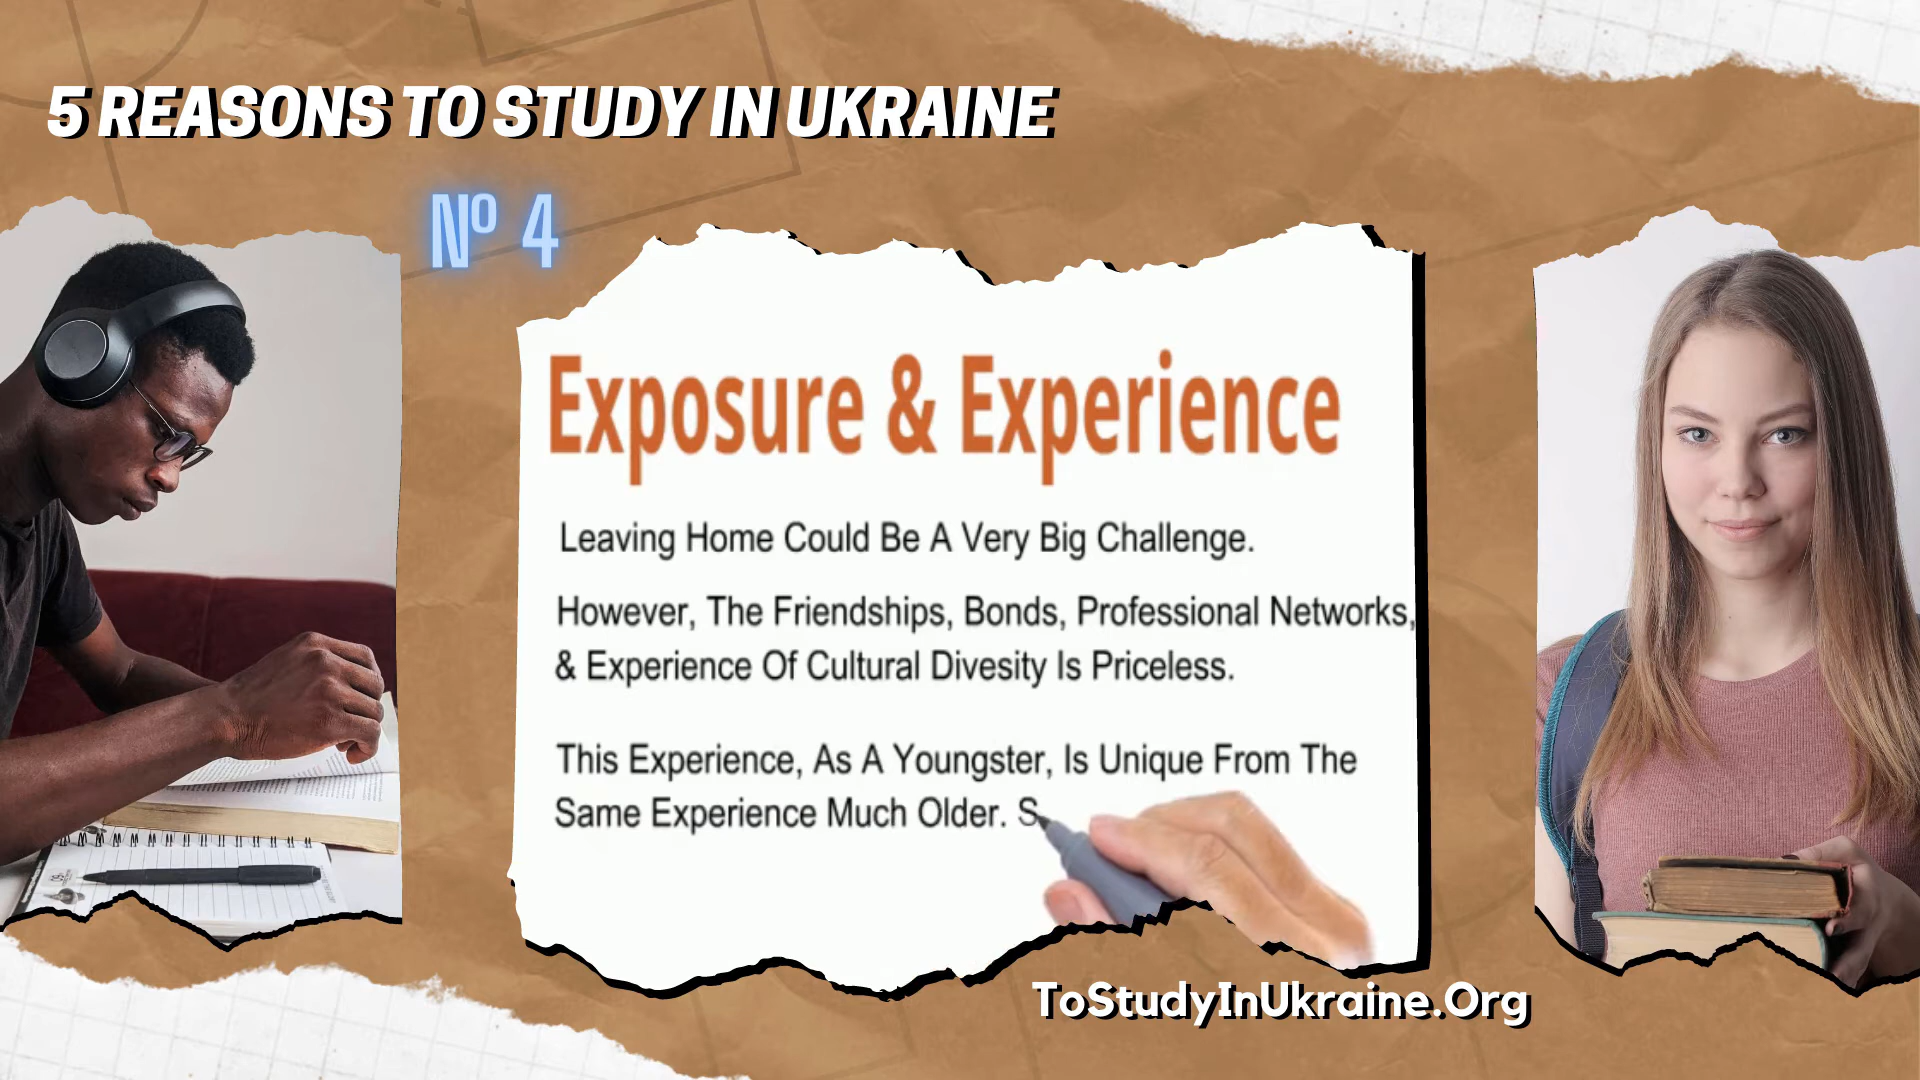 5 REASONS TO STUDY IN UKRAINE
Nº 4
Exposure & Experience
Leaving Home Could Be A Very Big Challenge.
However, The Friendships, Bonds, Professional Networks,
& Experience Of Cultural Divesity Is Priceless.
This Experience, As A Youngster, Is Unique From The
Same Experience Much Older. S
ToStudyInUkraine.Org